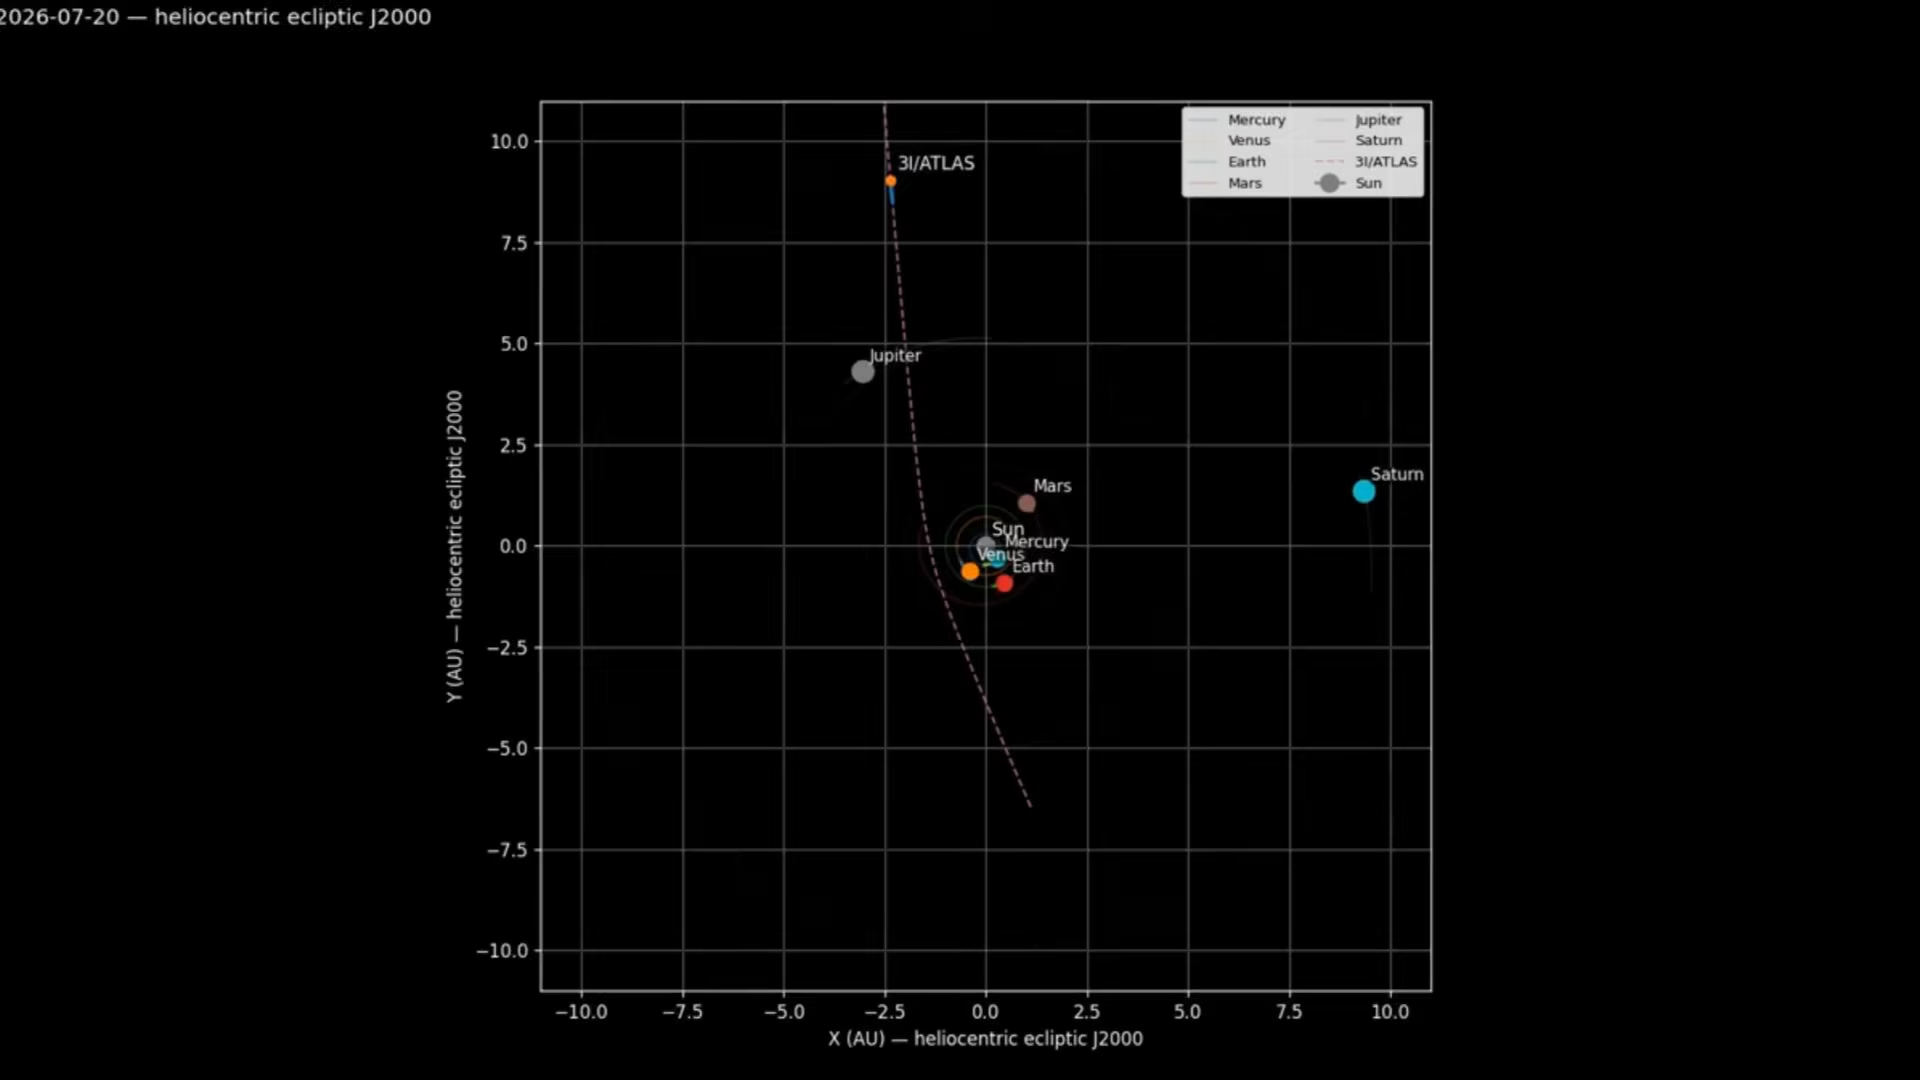 2026-07-20 — heliocentric ecliptic J2000
Mercury
Venus
Earth
Mars
Jupiter
Saturn
3I/ATLAS
Sun
3I/ATLAS
Jupiter
Mars
Saturn
Sun
Mercury
Venus
Earth
10.0
7.5
5.0
2.5
0.0
−2.5
−5.0
−7.5
−10.0
Y (AU) — heliocentric ecliptic J2000
−10.0
−7.5
−5.0
−2.5
0.0
2.5
5.0
7.5
10.0
X (AU) — heliocentric ecliptic J2000